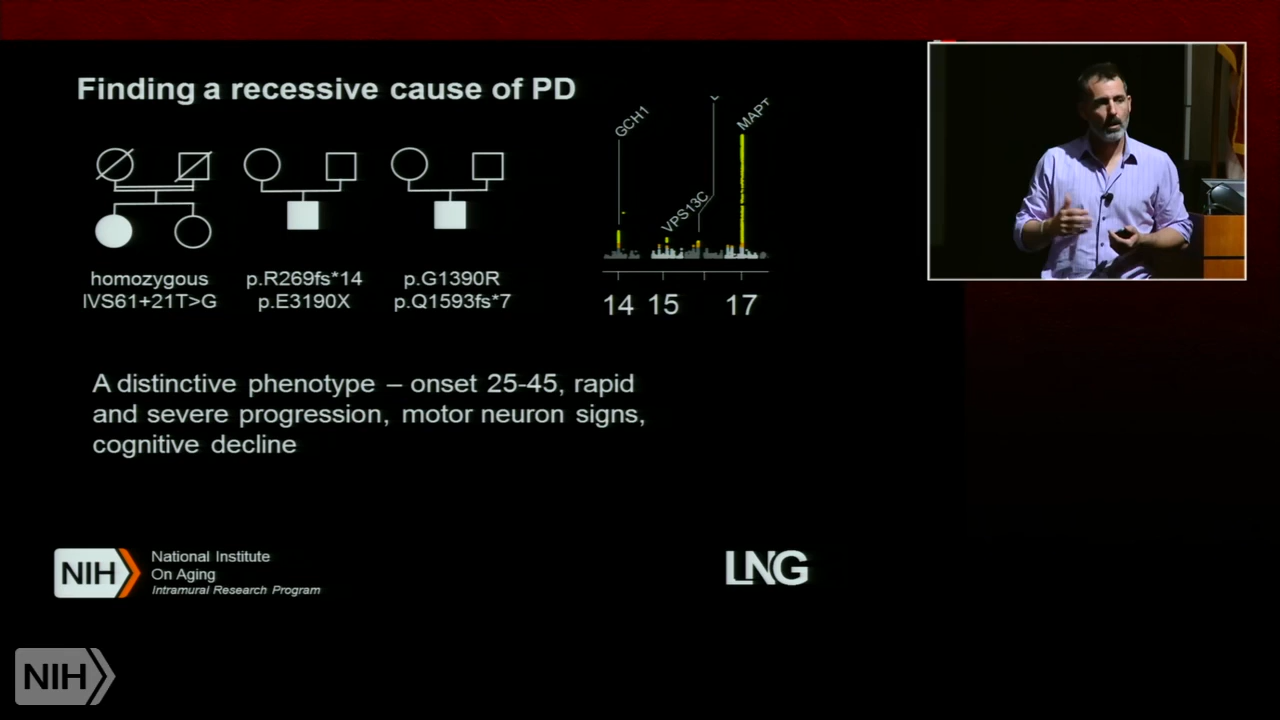 Finding a recessive cause of PD
GCH1
VPS13C
MAPT
homozygous
IVS61+21T>G
p.R269fs*14
p.E3190X
p.G1390R
p.Q1593fs*7
14 15 17
A distinctive phenotype – onset 25-45, rapid
and severe progression, motor neuron signs,
cognitive decline
NIH
National Institute
On Aging
Intramural Research Program
LNG
NIH